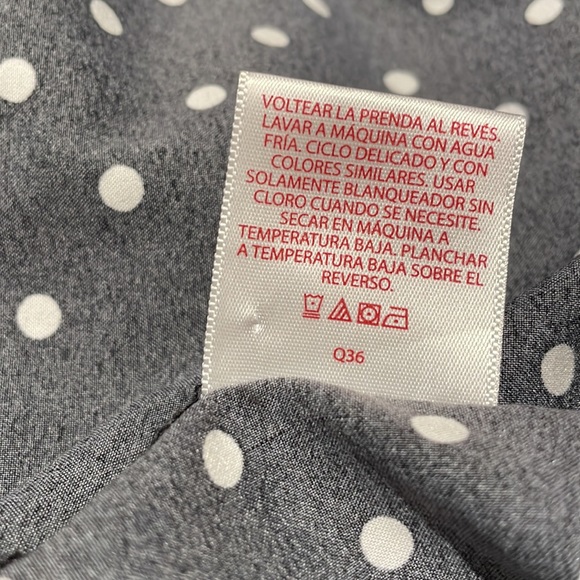 VOLTEAR LA PRENDA AL REVÉS.
LAVAR A MÁQUINA CON AGUA
FRÍA. CICLO DELICADO Y CON
COLORES SIMILARES. USAR
SOLAMENTE BLANQUEADOR SIN
CLORO CUANDO SE NECESITE.
SECAR EN MÁQUINA A
TEMPERATURA BAJA. PLANCHAR
A TEMPERATURA BAJA SOBRE EL
REVERSO.
Q36